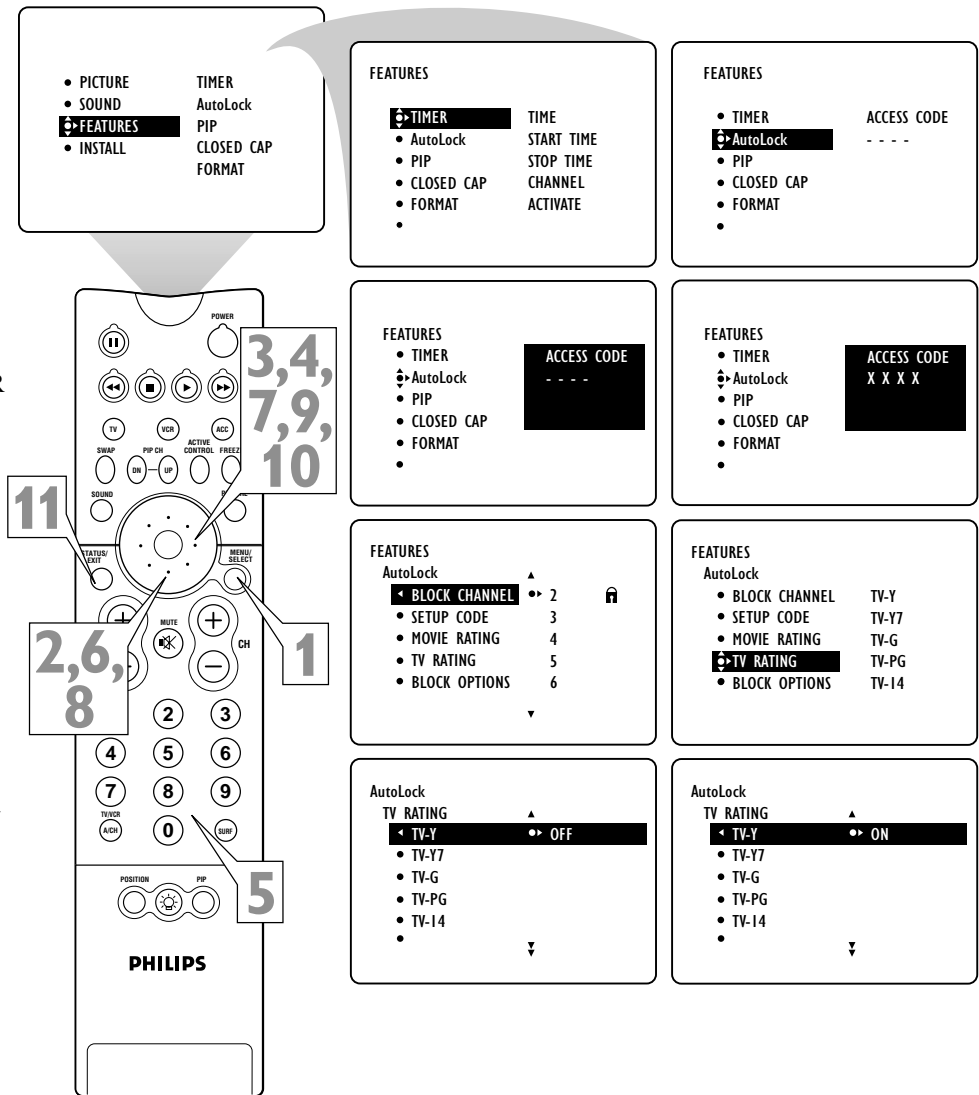 • PICTURE TIMER
• SOUND AutoLock
FEATURES PIP
• INSTALL CLOSED CAP
FORMAT
FEATURES
TIMER TIME
• AutoLock START TIME
• PIP STOP TIME
• CLOSED CAP CHANNEL
• FORMAT ACTIVATE
•
FEATURES
• TIMER ACCESS CODE
AutoLock - - - -
• PIP
• CLOSED CAP
• FORMAT
•
FEATURES
• TIMER ACCESS CODE
AutoLock - - - -
• PIP
• CLOSED CAP
• FORMAT
•
FEATURES
• TIMER ACCESS CODE
AutoLock X X X X
• PIP
• CLOSED CAP
• FORMAT
•
FEATURES
AutoLock
BLOCK CHANNEL 2
• SETUP CODE 3
• MOVIE RATING 4
• TV RATING 5
• BLOCK OPTIONS 6
FEATURES
AutoLock
• BLOCK CHANNEL TV-Y
• SETUP CODE TV-Y7
• MOVIE RATING TV-G
TV RATING TV-PG
• BLOCK OPTIONS TV-14
AutoLock
TV RATING
TV-Y OFF
• TV-Y7
• TV-G
• TV-PG
• TV-14
•
AutoLock
TV RATING
TV-Y ON
• TV-Y7
• TV-G
• TV-PG
• TV-14
•
R
POWER
3,4,
7,9,
10
TV VCR ACC
SWAP PIP CH ACTIVE CONTROL FREEZ
DN UP
SOUND
11
STATUS/
EXIT
MENU/
SELECT
MUTE
CH
1
2,6,
8
2 3
4 5 6
7 8 9
TV/VCR
A/CH 0 SURF
5
POSITION PIP
PHILIPS